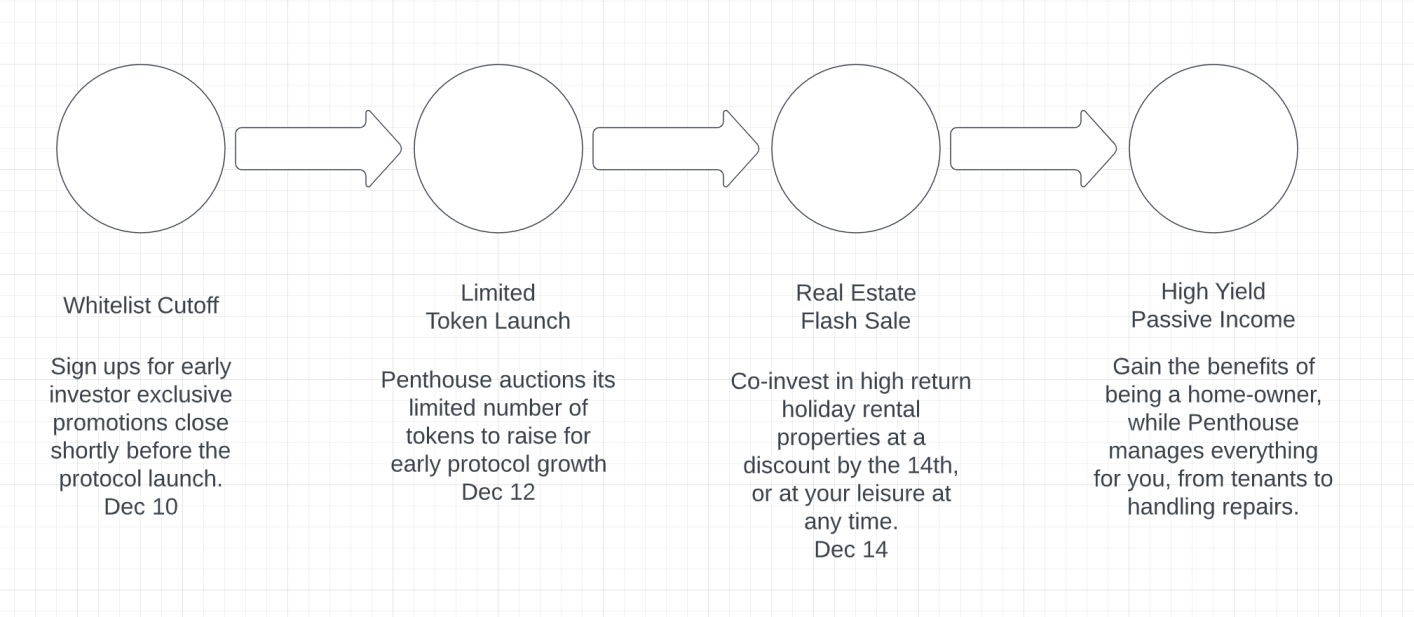 Whitelist Cutoff
Sign ups for early
investor exclusive
promotions close
shortly before the
protocol launch.
Dec 10
Limited
Token Launch
Penthouse auctions its
limited number of
tokens to raise for
early protocol growth
Dec 12
Real Estate
Flash Sale
Co-invest in high return
holiday rental
properties at a
discount by the 14th,
or at your leisure at
any time.
Dec 14
High Yield
Passive Income
Gain the benefits of
being a home-owner,
while Penthouse
manages everything
for you, from tenants to
handling repairs.